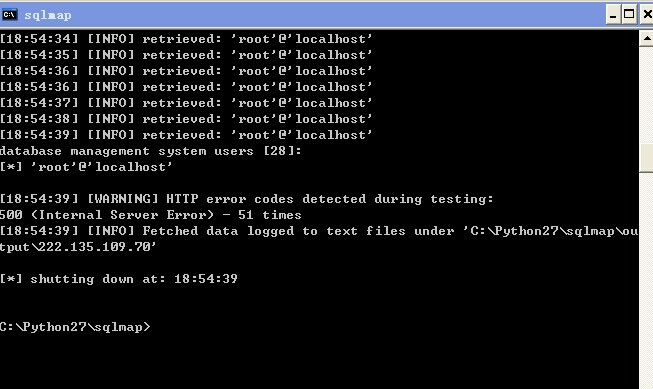 sqlmap
[18:54:34] [INFO] retrieved: 'root'@'localhost'
[18:54:35] [INFO] retrieved: 'root'@'localhost'
[18:54:36] [INFO] retrieved: 'root'@'localhost'
[18:54:36] [INFO] retrieved: 'root'@'localhost'
[18:54:37] [INFO] retrieved: 'root'@'localhost'
[18:54:38] [INFO] retrieved: 'root'@'localhost'
[18:54:39] [INFO] retrieved: 'root'@'localhost'
database management system users [28]:
[*] 'root'@'localhost'
[18:54:39] [WARNING] HTTP error codes detected during testing:
500 (Internal Server Error) - 51 times
[18:54:39] [INFO] Fetched data logged to text files under 'C:\Python27\sqlmap\ou
tput\222.135.109.70'
[*] shutting down at: 18:54:39
C:\Python27\sqlmap>